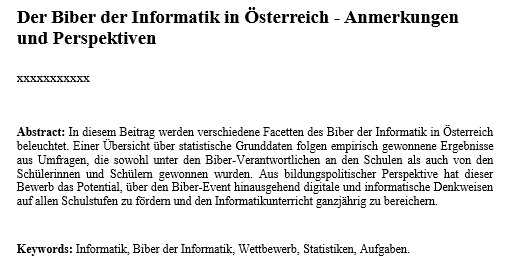 Der Biber der Informatik in Österreich - Anmerkungen
und Perspektiven
xxxxxxxxxxx
Abstract: In diesem Beitrag werden verschiedene Facetten des Biber der Informatik in Österreich
beleuchtet. Einer Übersicht über statistische Grunddaten folgen empirisch gewonnene Ergebnisse
aus Umfragen, die sowohl unter den Biber-Verantwortlichen an den Schulen als auch von den
Schülerinnen und Schülern gewonnen wurden. Aus bildungspolitischer Perspektive hat dieser
Bewerb das Potential, über den Biber-Event hinausgehend digitale und informatische Denkweisen
auf allen Schulstufen zu fördern und den Informatikunterricht ganzjährig zu bereichern.
Keywords: Informatik, Biber der Informatik, Wettbewerb, Statistiken, Aufgaben.